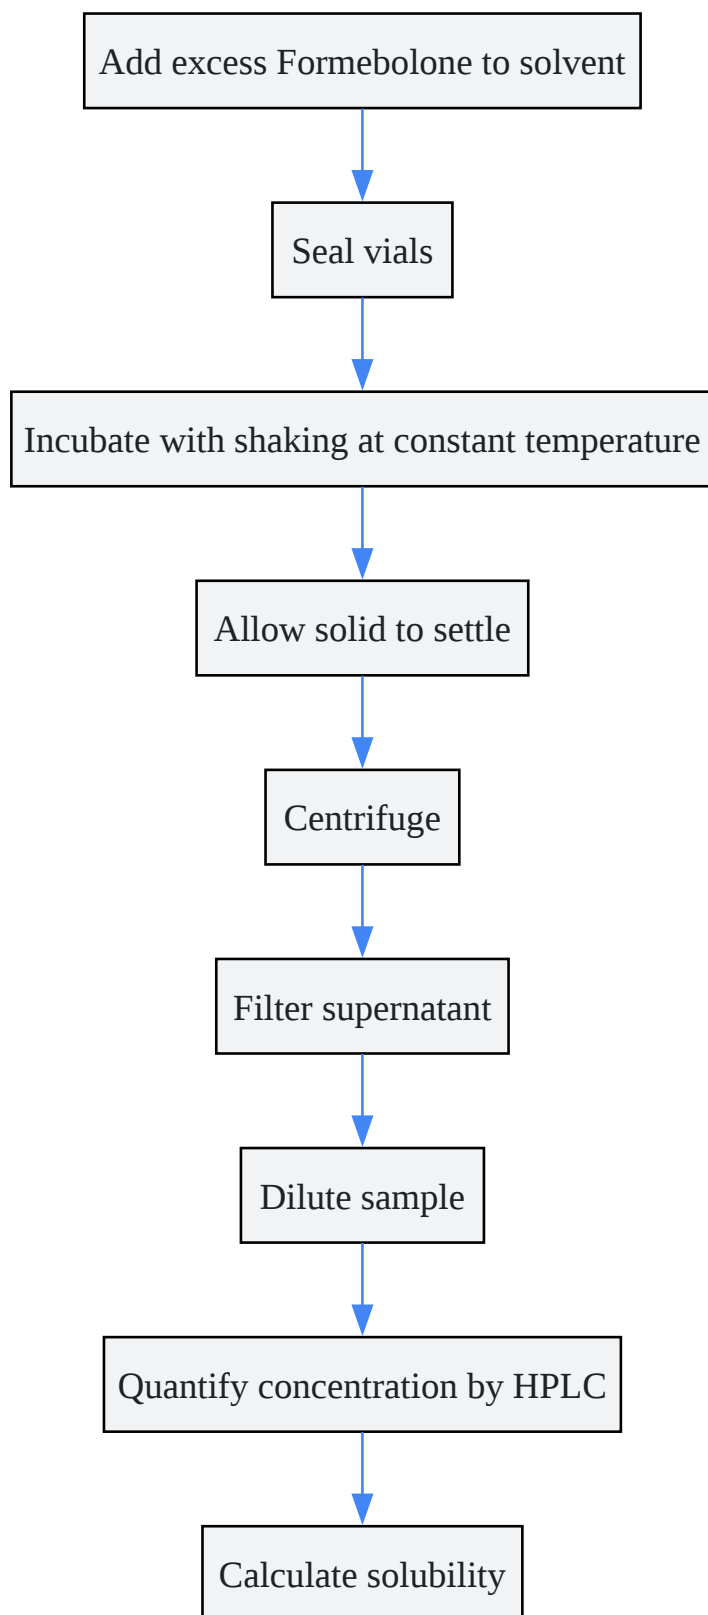 Add excess Formebolone to solvent
Seal vials
Incubate with shaking at constant temperature
Allow solid to settle
Centrifuge
Filter supernatant
Dilute sample
Quantify concentration by HPLC
Calculate solubility